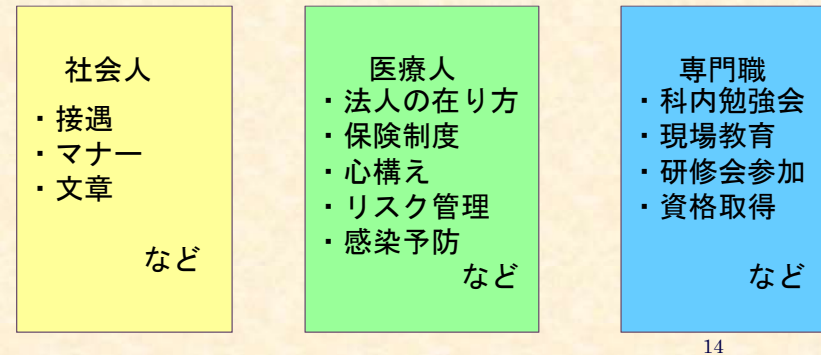 社会人
・接遇
・マナー
・文章
など
医療人
・法人の在り方
・保険制度
・心構え
・リスク管理
・感染予防
など
専門職
・科内勉強会
・現場教育
・研修会参加
・資格取得
など
14